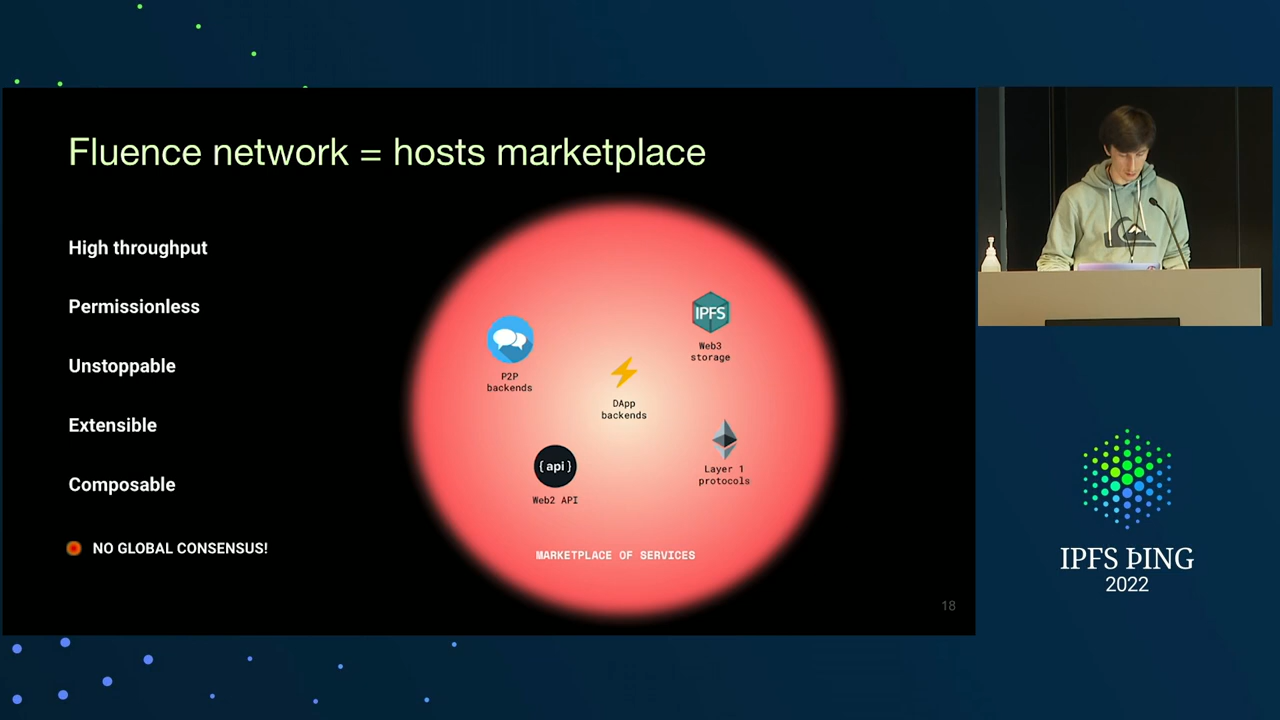 Fluence network = hosts marketplace
High throughput
Permissionless
Unstoppable
Extensible
Composable
NO GLOBAL CONSENSUS!
P2P
backends
IPFS
Web3
storage
DApp
backends
{api}
Web2 API
Layer 1
protocols
MARKETPLACE OF SERVICES
18
IPFS ÞING
2022